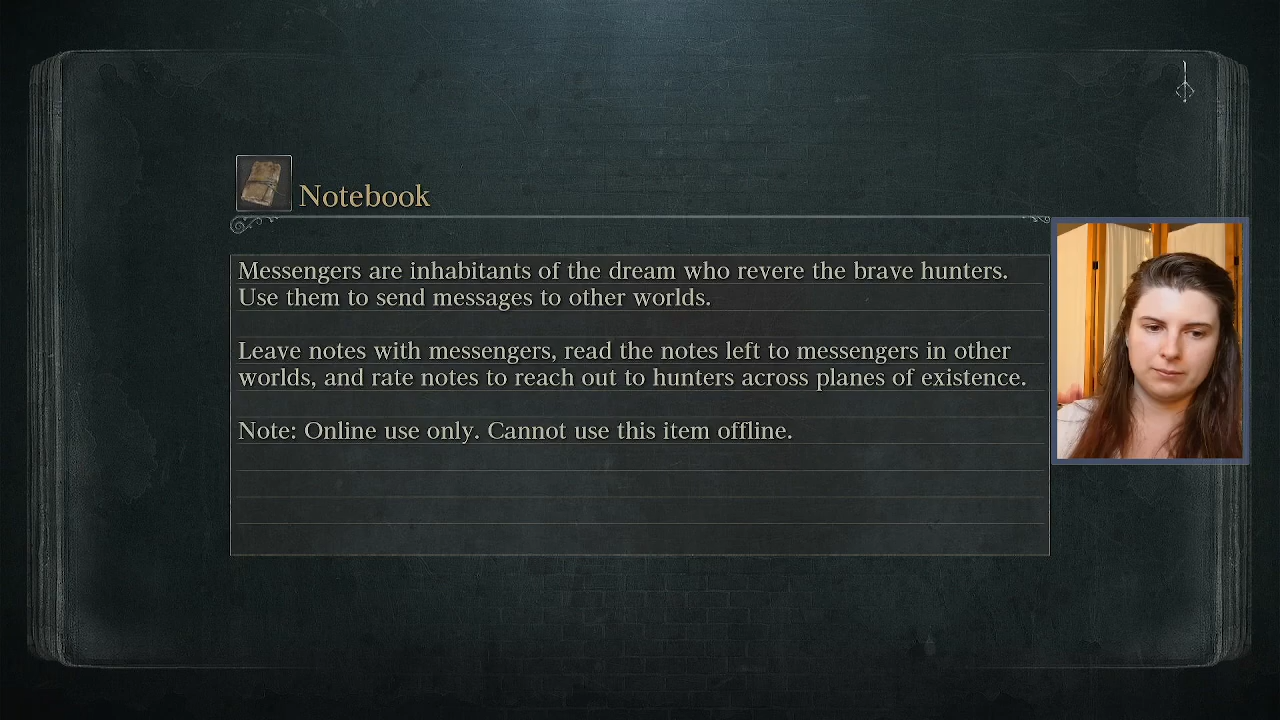 Notebook
Messengers are inhabitants of the dream who revere the brave hunters.
Use them to send messages to other worlds.
Leave notes with messengers, read the notes left to messengers in other
worlds, and rate notes to reach out to hunters across planes of existence.
Note: Online use only. Cannot use this item offline.